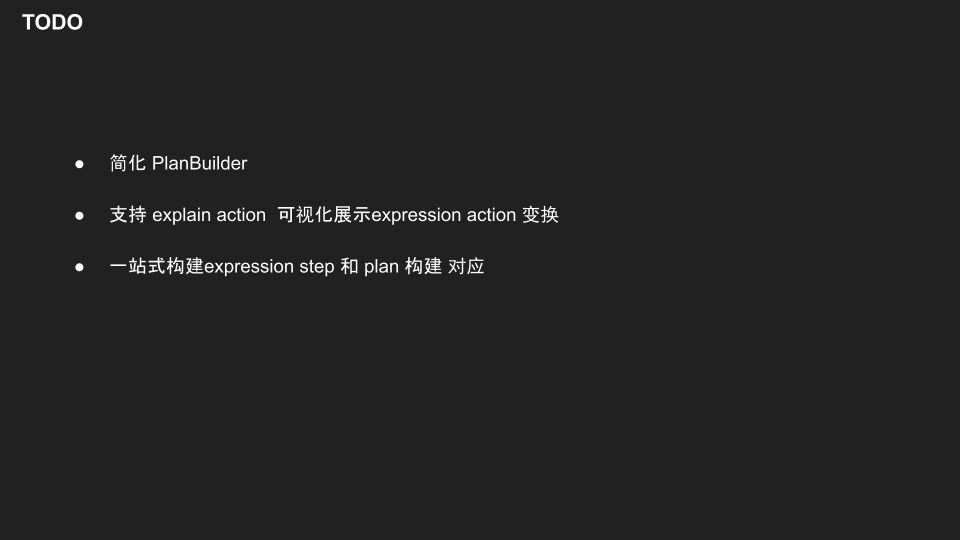 TODO
● 简化 PlanBuilder
● 支持 explain action  可视化展示expression action 变换
● 一站式构建expression step 和 plan 构建 对应